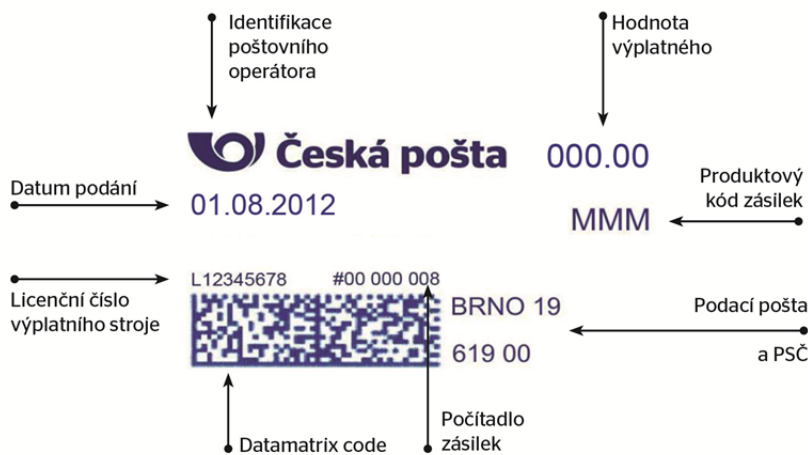 Identifikace
poštovního
operátora
Hodnota
výplatného
Česká pošta
000.00
Datum podání
01.08.2012
Produktový
kód zásilek
MMM
L12345678 #00 000 008
Licenční číslo
výplatního stroje
BRNO 19
619 00
Podací pošta
a PSČ
Datamatrix code
Počítadlo
zásilek